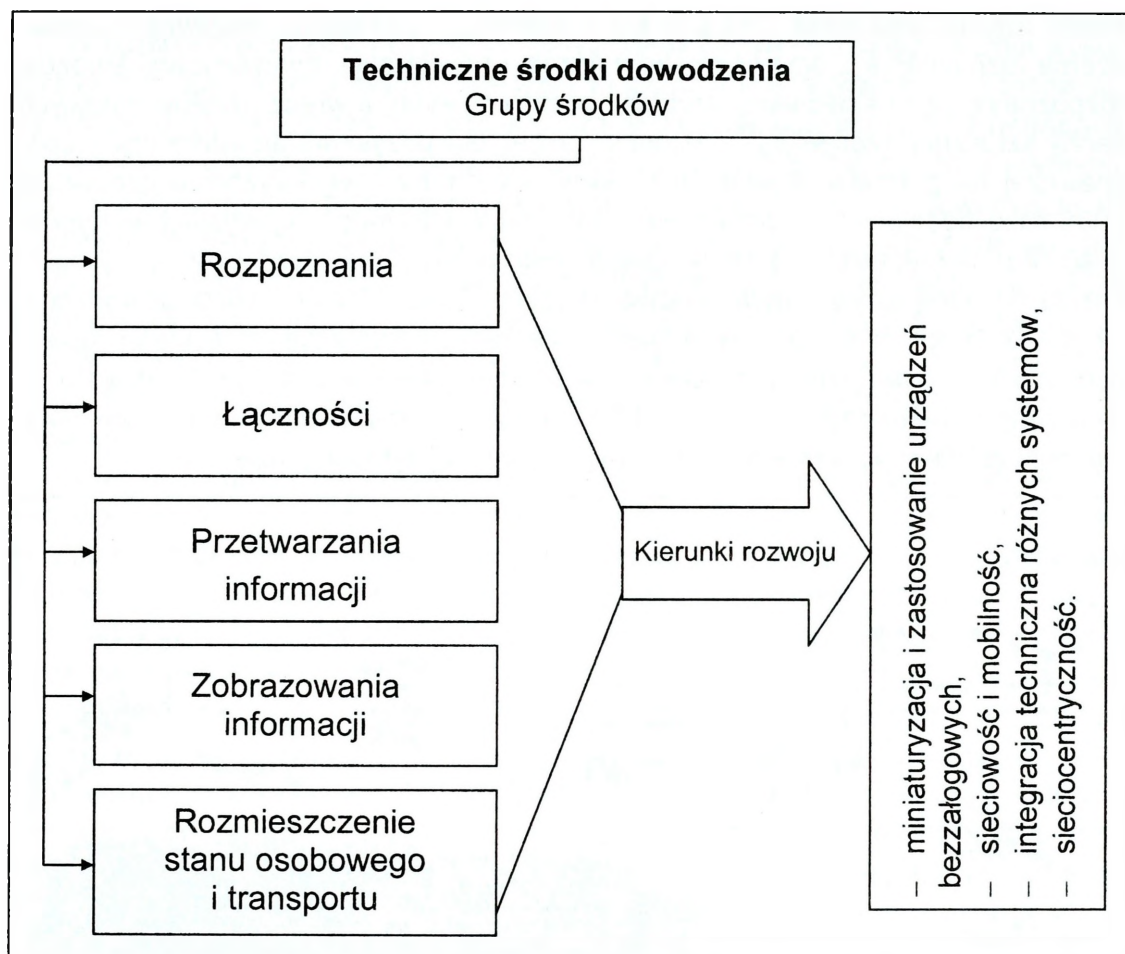 Techniczne środki dowodzenia
Grupy środków
Rozpoznania
Łączności
Przetwarzania
informacji
Zobrazowania
informacji
Rozmieszczenie
stanu osobowego
i transportu
Kierunki rozwoju
– miniaturyzacja i zastosowanie urządzeń
bezzałogowych,
– sieciowość i mobilność,
– integracja techniczna różnych systemów,
– sieciocentryczność.